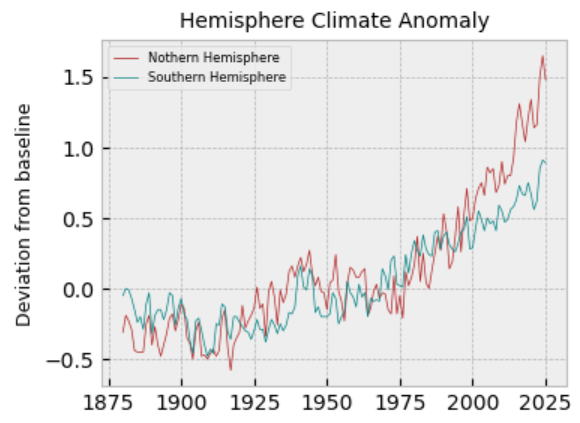 Hemisphere Climate Anomaly
Nothern Hemisphere
Southern Hemisphere
Deviation from baseline
1.5
1.0
0.5
0.0
−0.5
1875 1900 1925 1950 1975 2000 2025